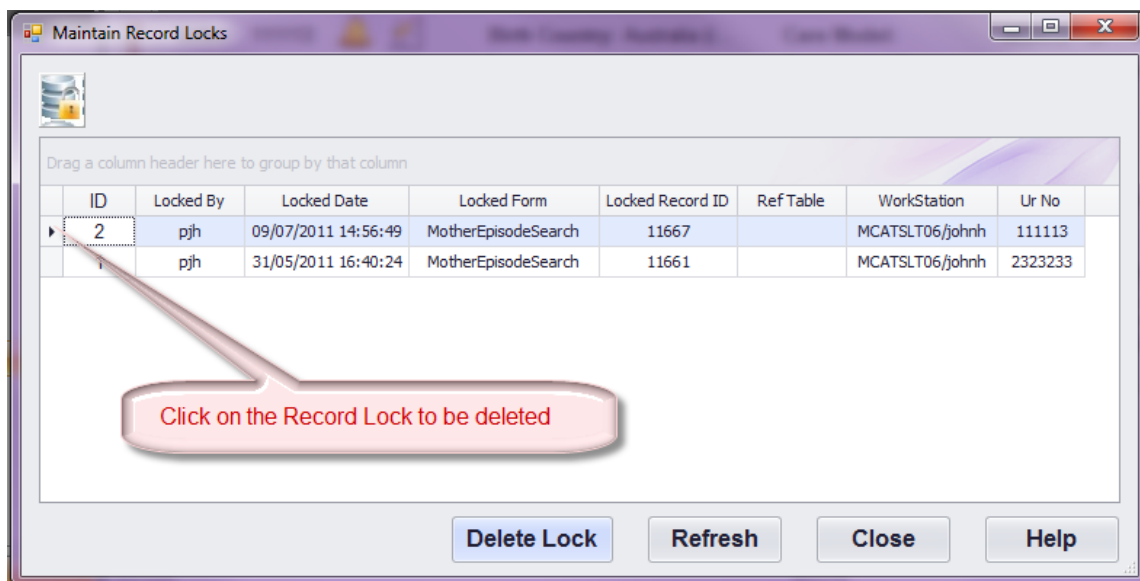 Maintain Record Locks
Drag a column header here to group by that column
ID Locked By Locked Date Locked Form Locked Record ID Ref Table WorkStation Ur No
2 pjh 09/07/2011 14:56:49 MotherEpisodeSearch 11667 MCATSLT06/johnh 111113
pjh 31/05/2011 16:40:24 MotherEpisodeSearch 11661 MCATSLT06/johnh 2323233
Click on the Record Lock to be deleted
Delete Lock Refresh Close Help